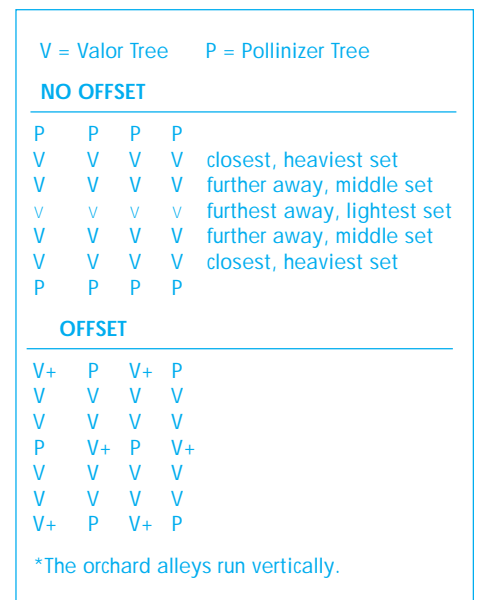 V = Valor Tree P = Pollinizer Tree
NO OFFSET
P P P P
V V V V closest, heaviest set
V V V V further away, middle set
V V V V furthest away, lightest set
V V V V further away, middle set
V V V V closest, heaviest set
P P P P
OFFSET
V+ P V+ P
V V V V
V V V V
P V+ P V+
V V V V
V V V V
V+ P V+ P
*The orchard alleys run vertically.